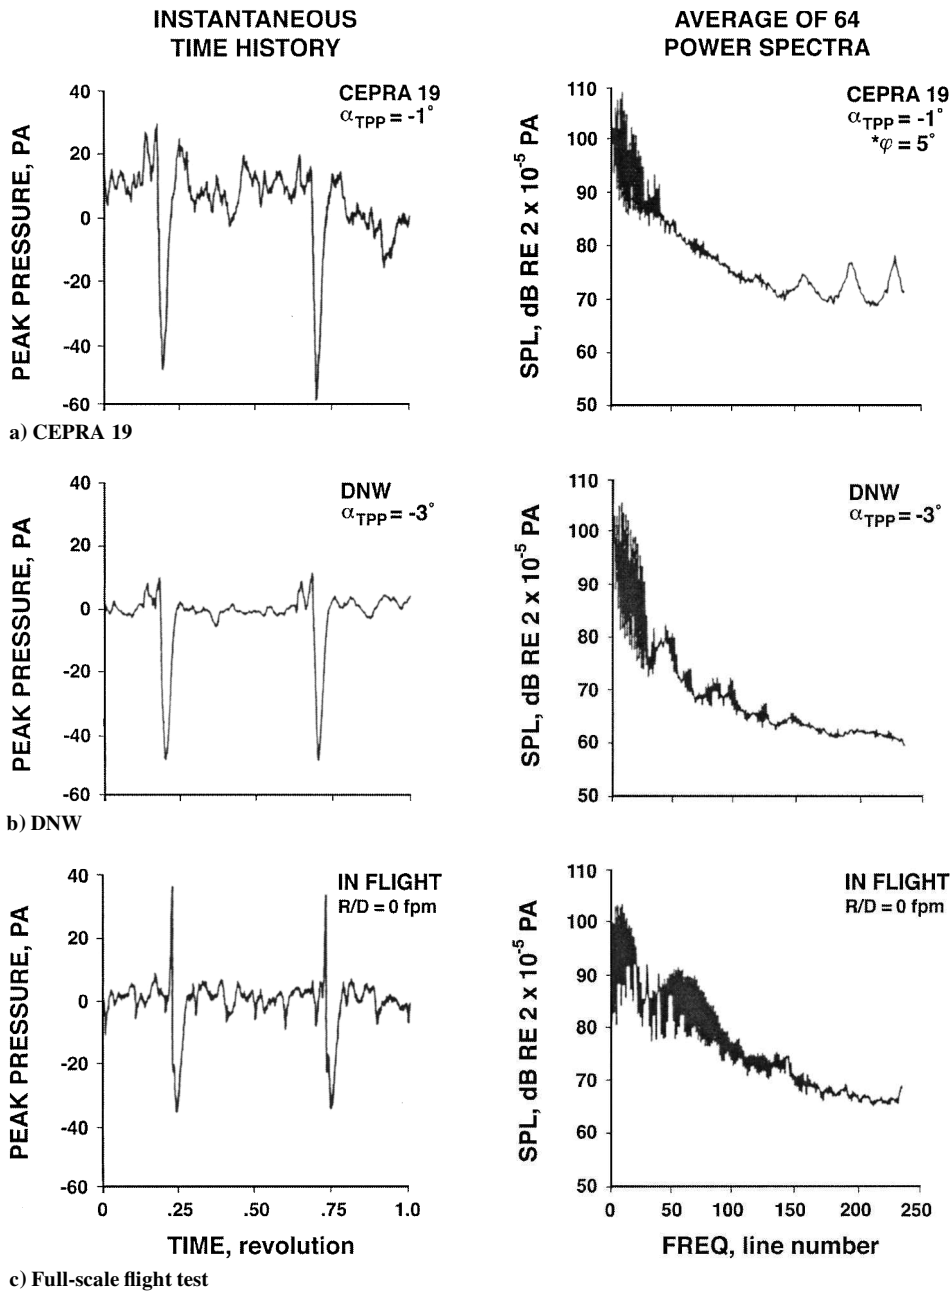 INSTANTANEOUS
TIME HISTORY
AVERAGE OF 64
POWER SPECTRA
PEAK PRESSURE, PA
40
20
0
-20
-40
-60
CEPRA 19
αTPP = -1°
SPL, dB RE 2 x 10-5 PA
110
100
90
80
70
60
50
CEPRA 19
αTPP = -1°
*φ = 5°
a) CEPRA 19
PEAK PRESSURE, PA
40
20
0
-20
-40
-60
DNW
αTPP = -3°
SPL, dB RE 2 x 10-5 PA
110
100
90
80
70
60
50
DNW
αTPP = -3°
b) DNW
PEAK PRESSURE, PA
40
20
0
-20
-40
-60
IN FLIGHT
R/D = 0 fpm
0 .25 .50 .75 1.0
TIME, revolution
SPL, dB RE 2 x 10-5 PA
110
100
90
80
70
60
50
IN FLIGHT
R/D = 0 fpm
0 50 100 150 200 250
FREQ, line number
c) Full-scale flight test